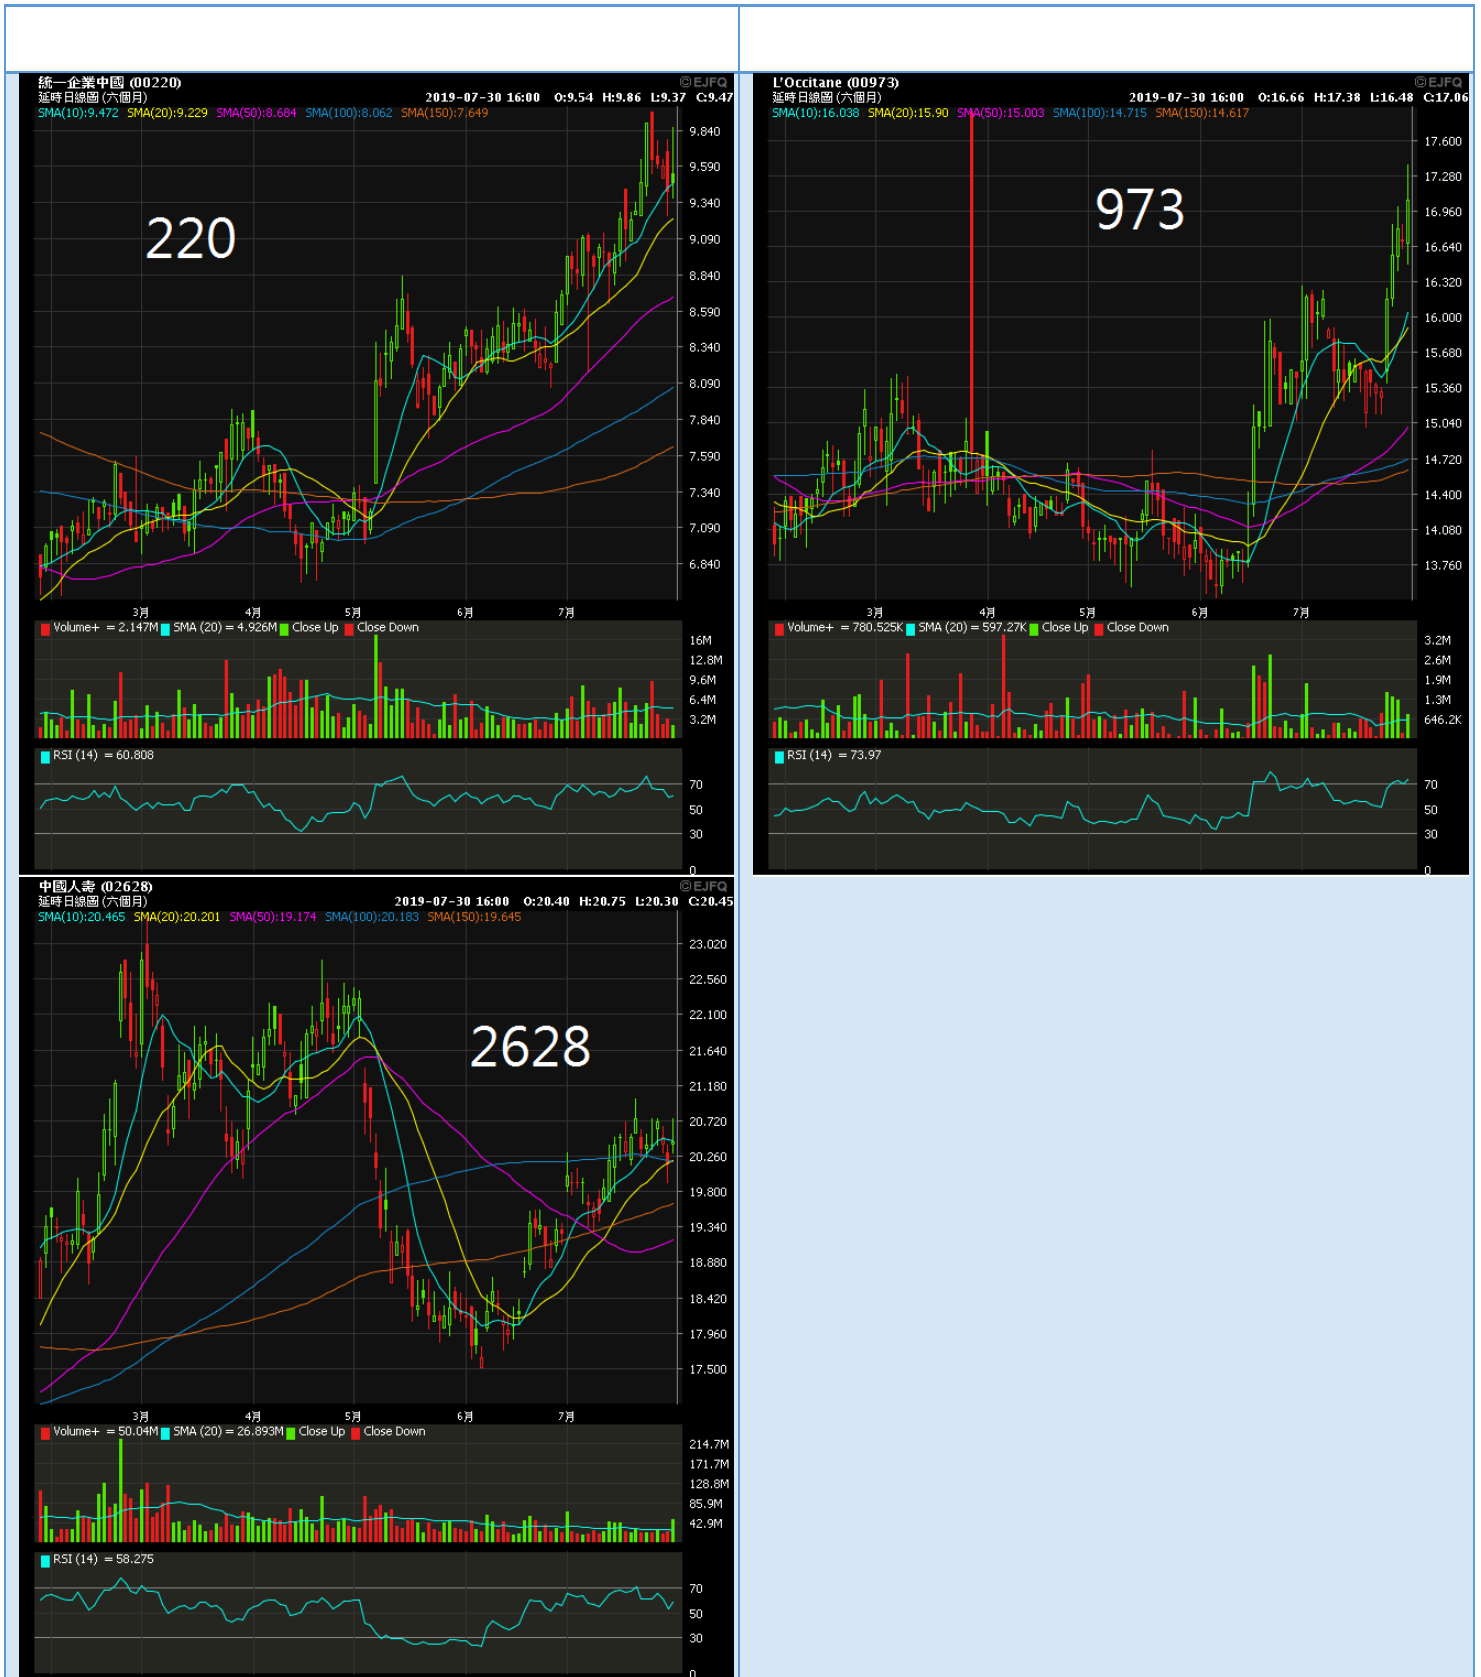 統一企業中國 (00220)
©EJFQ
延時日線圖 (六個月)
2019-07-30 16:00 O:9.54 H:9.86 L:9.37 C:9.47
SMA(10):9.472 SMA(20):9.229 SMA(50):8.684 SMA(100):8.062 SMA(150):7.649
220
9.840
9.590
9.340
9.090
8.840
8.590
8.340
8.090
7.840
7.590
7.340
7.090
6.840
3月 4月 5月 6月 7月
Volume+ = 2.147M SMA (20) = 4.926M Close Up Close Down
16M
12.8M
9.6M
6.4M
3.2M
RSI (14) = 60.808
70
50
30
0
L'Occitane (00973)
©EJFQ
延時日線圖 (六個月)
2019-07-30 16:00 O:16.66 H:17.38 L:16.48 C:17.06
SMA(10):16.038 SMA(20):15.90 SMA(50):15.003 SMA(100):14.715 SMA(150):14.617
973
17.600
17.280
16.960
16.640
16.320
16.000
15.680
15.360
15.040
14.720
14.400
14.080
13.760
3月 4月 5月 6月 7月
Volume+ = 780.525K SMA (20) = 597.27K Close Up Close Down
3.2M
2.6M
1.9M
1.3M
646.2K
RSI (14) = 73.97
70
50
30
0
中國人壽 (02628)
©EJFQ
延時日線圖 (六個月)
2019-07-30 16:00 O:20.40 H:20.75 L:20.30 C:20.45
SMA(10):20.465 SMA(20):20.201 SMA(50):19.174 SMA(100):20.183 SMA(150):19.645
2628
23.020
22.560
22.100
21.640
21.180
20.720
20.260
19.800
19.340
18.880
18.420
17.960
17.500
3月 4月 5月 6月 7月
Volume+ = 50.04M SMA (20) = 26.893M Close Up Close Down
214.7M
171.7M
128.8M
85.9M
42.9M
RSI (14) = 58.275
70
50
30
0